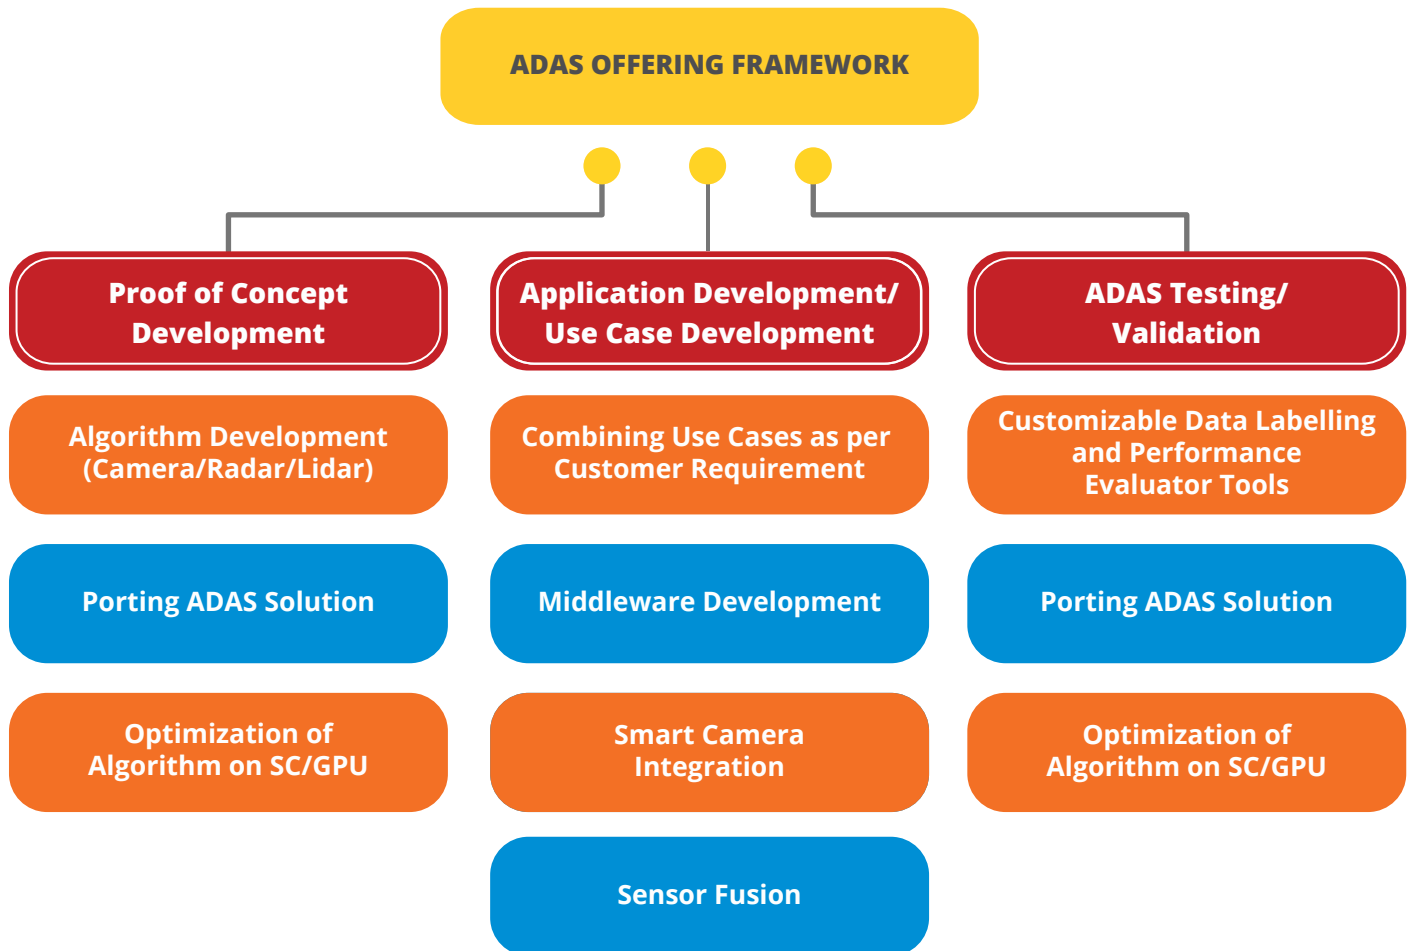 ADAS OFFERING FRAMEWORK
Proof of Concept
Development
Algorithm Development
(Camera/Radar/Lidar)
Porting ADAS Solution
Optimization of
Algorithm on SC/GPU
Application Development/
Use Case Development
Combining Use Cases as per
Customer Requirement
Middleware Development
Smart Camera
Integration
Sensor Fusion
ADAS Testing/
Validation
Customizable Data Labelling
and Performance
Evaluator Tools
Porting ADAS Solution
Optimization of
Algorithm on SC/GPU